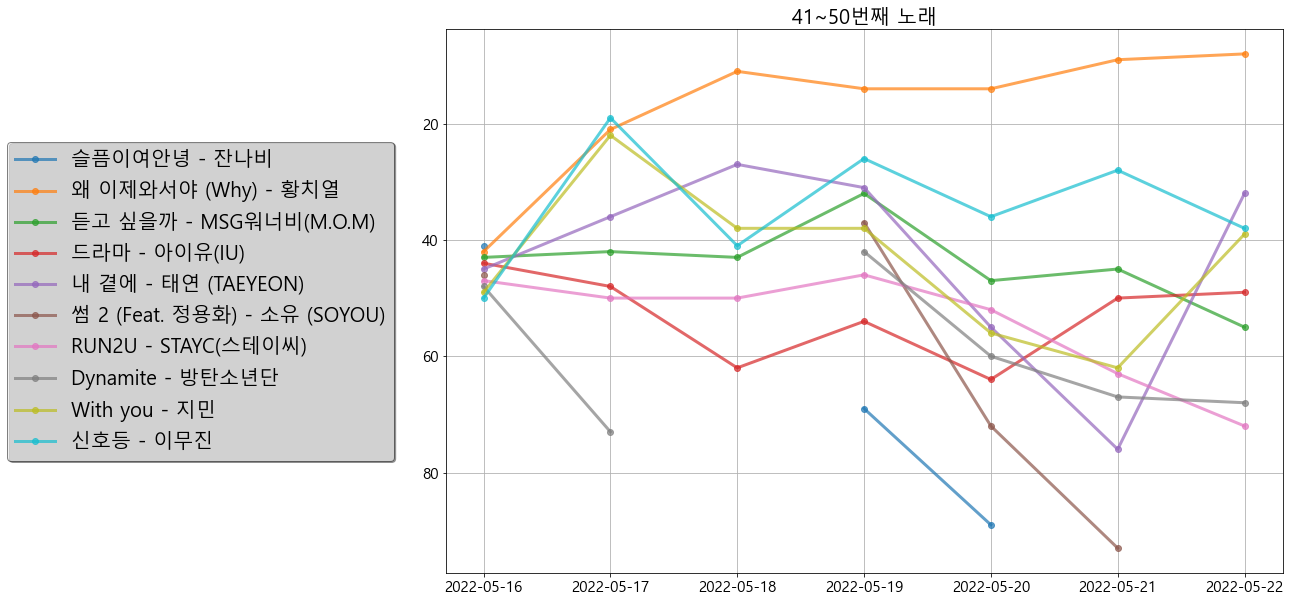 41~50번째 노래
슬픔이여안녕 - 잔나비
왜 이제와서야 (Why) - 황치열
듣고 싶을까 - MSG워너비(M.O.M)
드라마 - 아이유(IU)
내 곁에 - 태연 (TAEYEON)
썸 2 (Feat. 정용화) - 소유 (SOYOU)
RUN2U - STAYC(스테이씨)
Dynamite - 방탄소년단
With you - 지민
신호등 - 이무진
20
40
60
80
2022-05-16 2022-05-17 2022-05-18 2022-05-19 2022-05-20 2022-05-21 2022-05-22